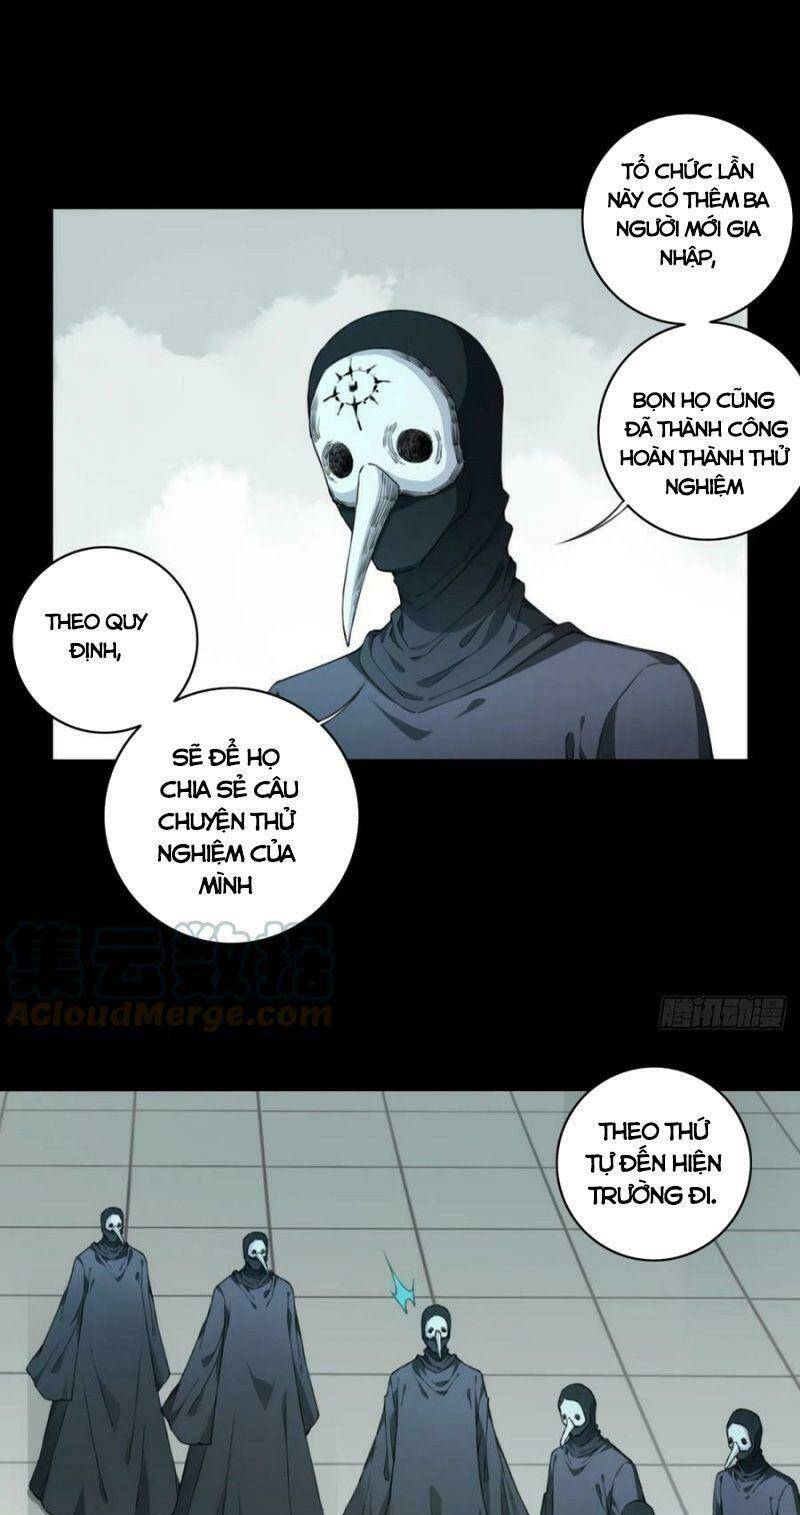 TỔ CHỨC LẦN
NÀY CÓ THÊM BA
NGƯỜI MỚI GIA
NHẬP,
BỌN HỌ CŨNG
ĐÃ THÀNH CÔNG
HOÀN THÀNH THỬ
NGHIỆM
THEO QUY
ĐỊNH,
SẼ ĐỂ HỌ
CHIA SẺ CÂU
CHUYỆN THỬ
NGHIỆM CỦA
MÌNH
集云数据
ACloudMerge.com
腾讯动漫
THEO THỨ
TỰ ĐẾN HIỆN
TRƯỜNG ĐI.